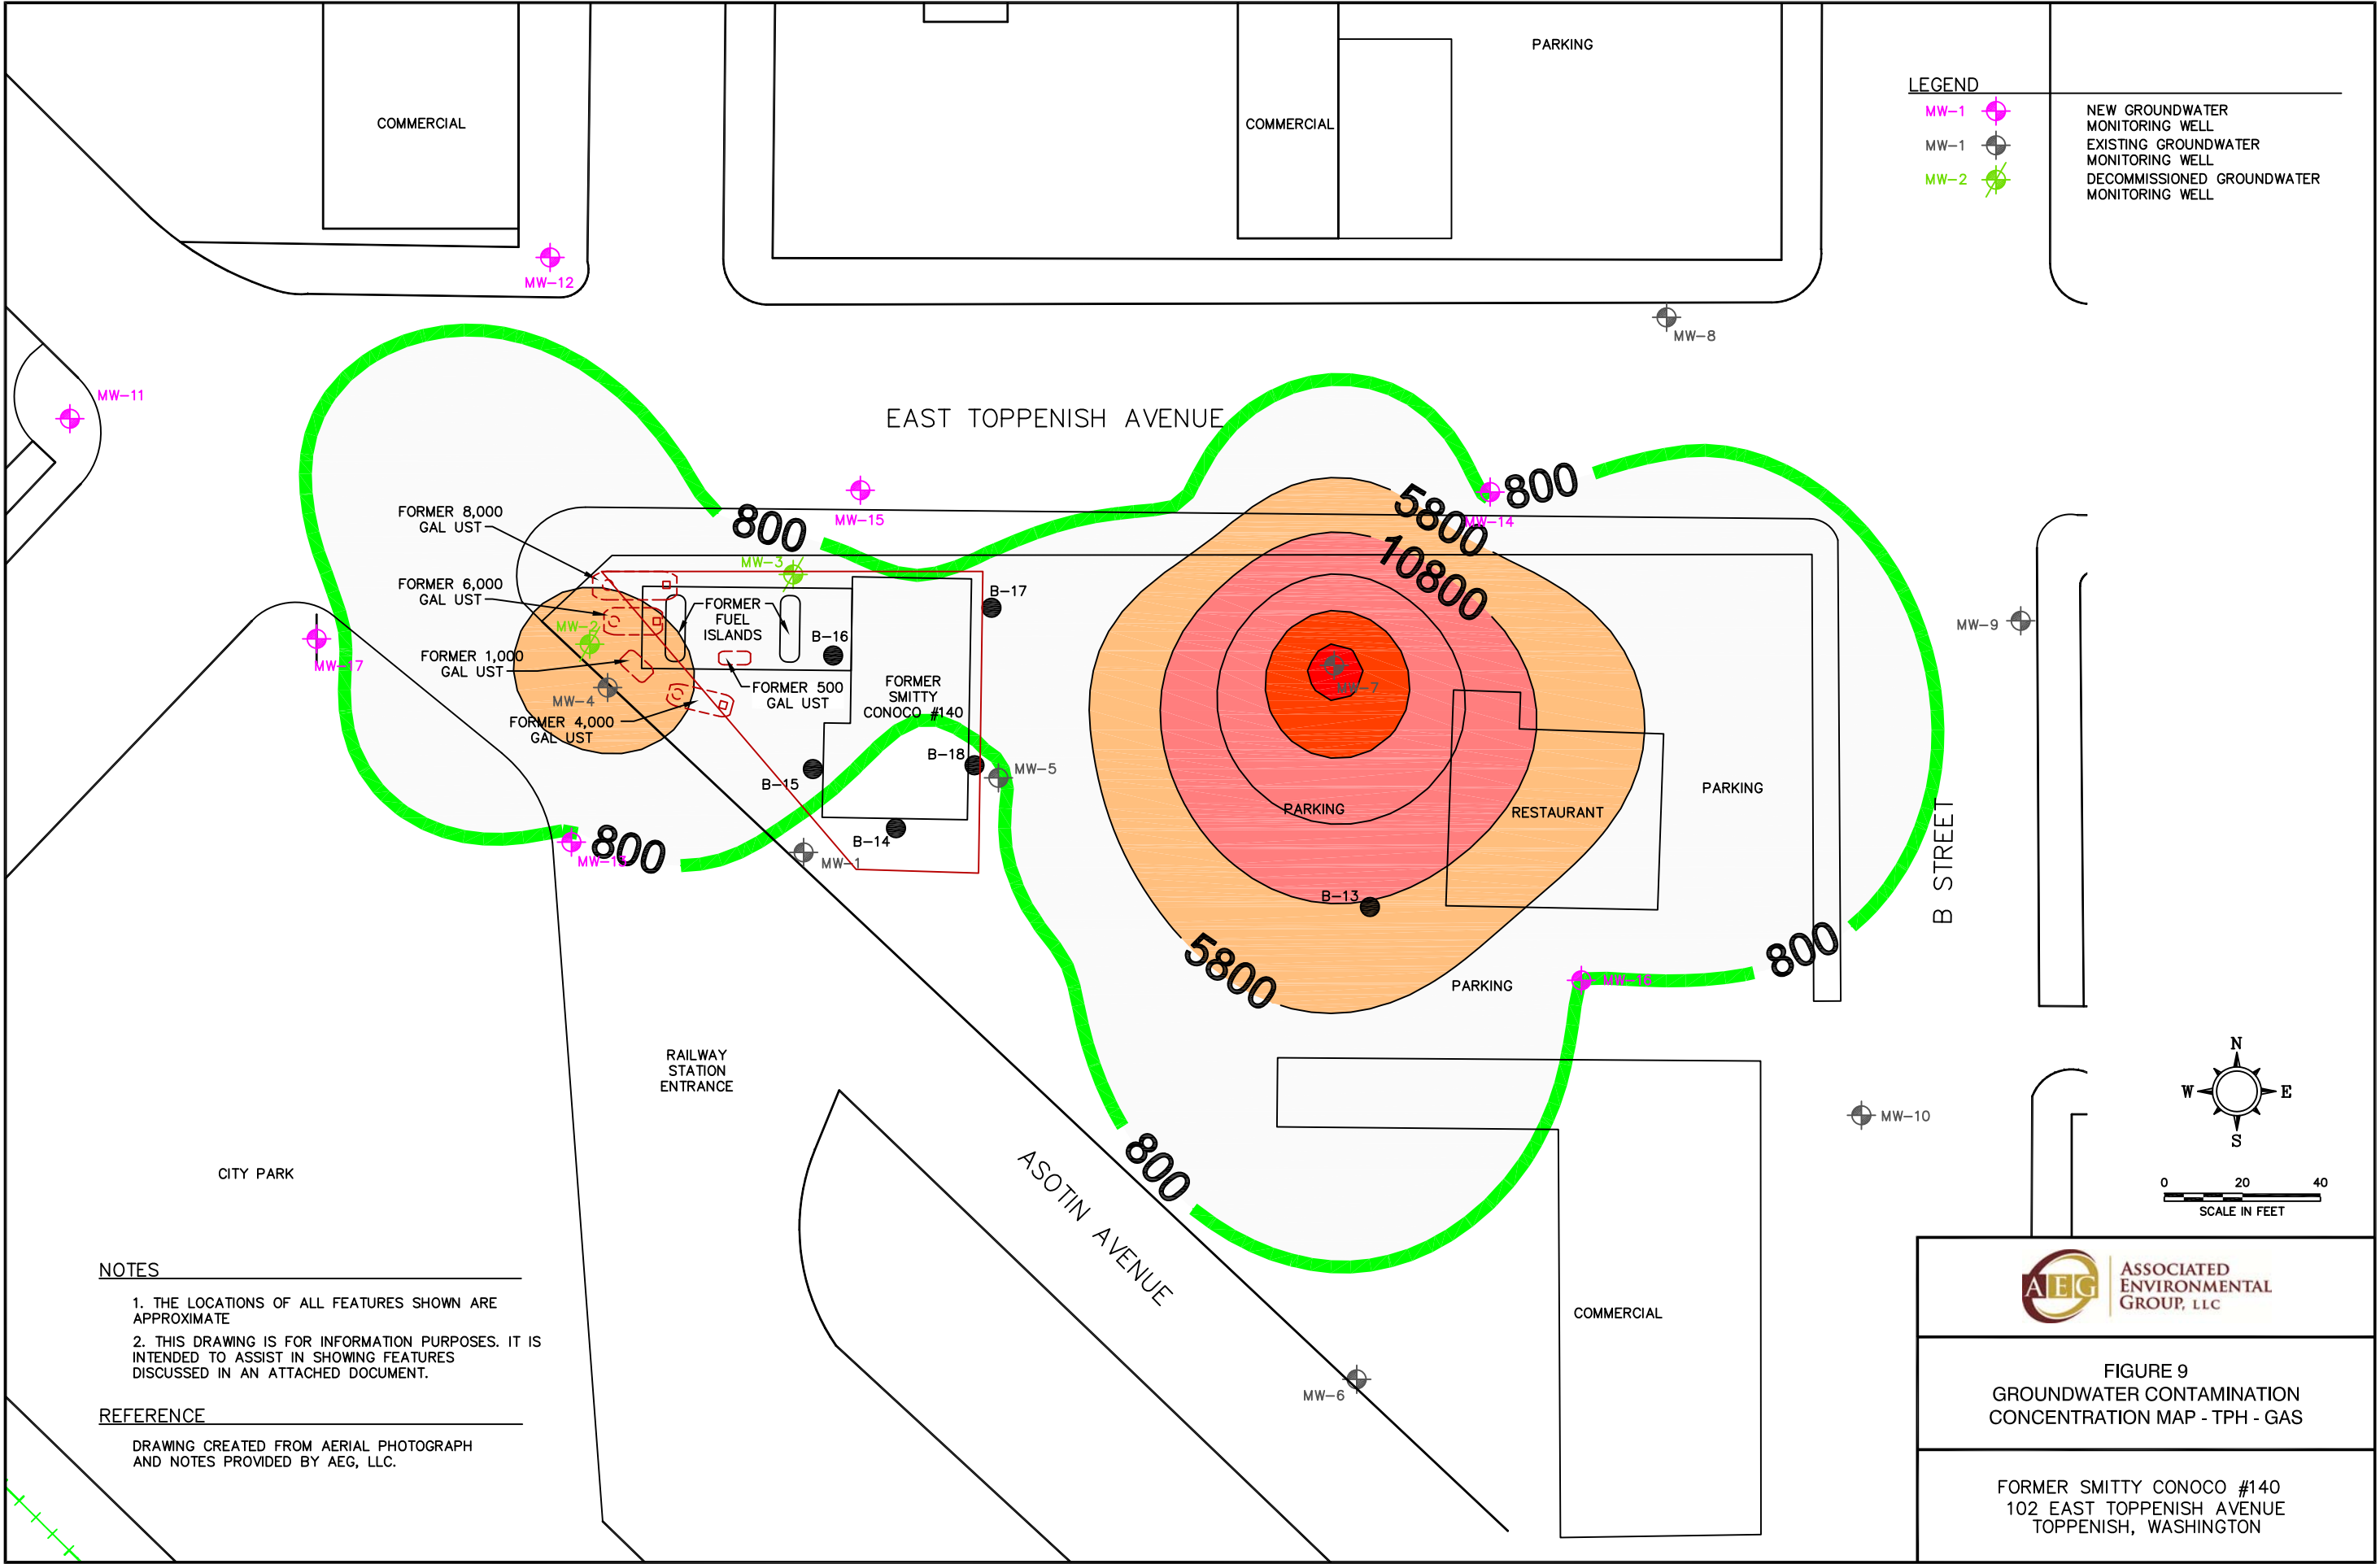 PARKING
COMMERCIAL
COMMERCIAL
LEGEND
MW-1
NEW GROUNDWATER
MONITORING WELL
MW-1
EXISTING GROUNDWATER
MONITORING WELL
MW-2
DECOMMISSIONED GROUNDWATER
MONITORING WELL
MW-12
MW-8
MW-11
EAST TOPPENISH AVENUE
800
5800
MW-14
800
MW-15
FORMER 8,000
GAL UST
MW-3
10800
FORMER 6,000
GAL UST
FORMER
FUEL
ISLANDS
B-17
MW-2
B-16
MW-9
MW-17
FORMER 1,000
GAL UST
MW-4
FORMER 500
GAL UST
FORMER
SMITTY
CONOCO #140
MW-7
FORMER 4,000
GAL UST
B-18
MW-5
B-15
PARKING
PARKING
RESTAURANT
B STREET
MW-13
800
B-14
MW-1
B-13
5800
800
PARKING
MW-16
RAILWAY
STATION
ENTRANCE
N
W
E
S
MW-10
CITY PARK
800
ASOTIN AVENUE
0 20 40
SCALE IN FEET
NOTES
1. THE LOCATIONS OF ALL FEATURES SHOWN ARE
APPROXIMATE
2. THIS DRAWING IS FOR INFORMATION PURPOSES. IT IS
INTENDED TO ASSIST IN SHOWING FEATURES
DISCUSSED IN AN ATTACHED DOCUMENT.
REFERENCE
DRAWING CREATED FROM AERIAL PHOTOGRAPH
AND NOTES PROVIDED BY AEG, LLC.
COMMERCIAL
MW-6
AEG
ASSOCIATED
ENVIRONMENTAL
GROUP, LLC
FIGURE 9
GROUNDWATER CONTAMINATION
CONCENTRATION MAP - TPH - GAS
FORMER SMITTY CONOCO #140
102 EAST TOPPENISH AVENUE
TOPPENISH, WASHINGTON